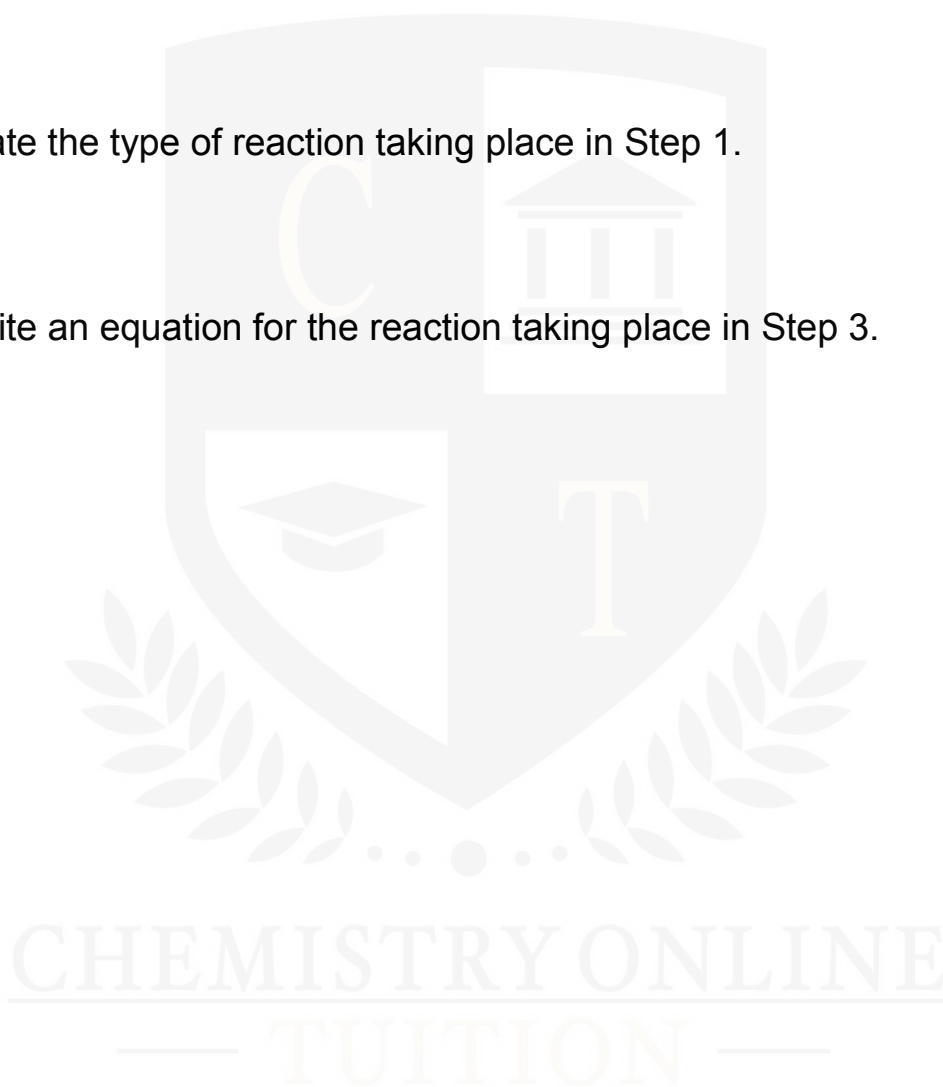 ate the type of reaction taking place in Step 1.
C
ite an equation for the reaction taking place in Step 3.
T
CHEMISTRY ONLINE
TUITION